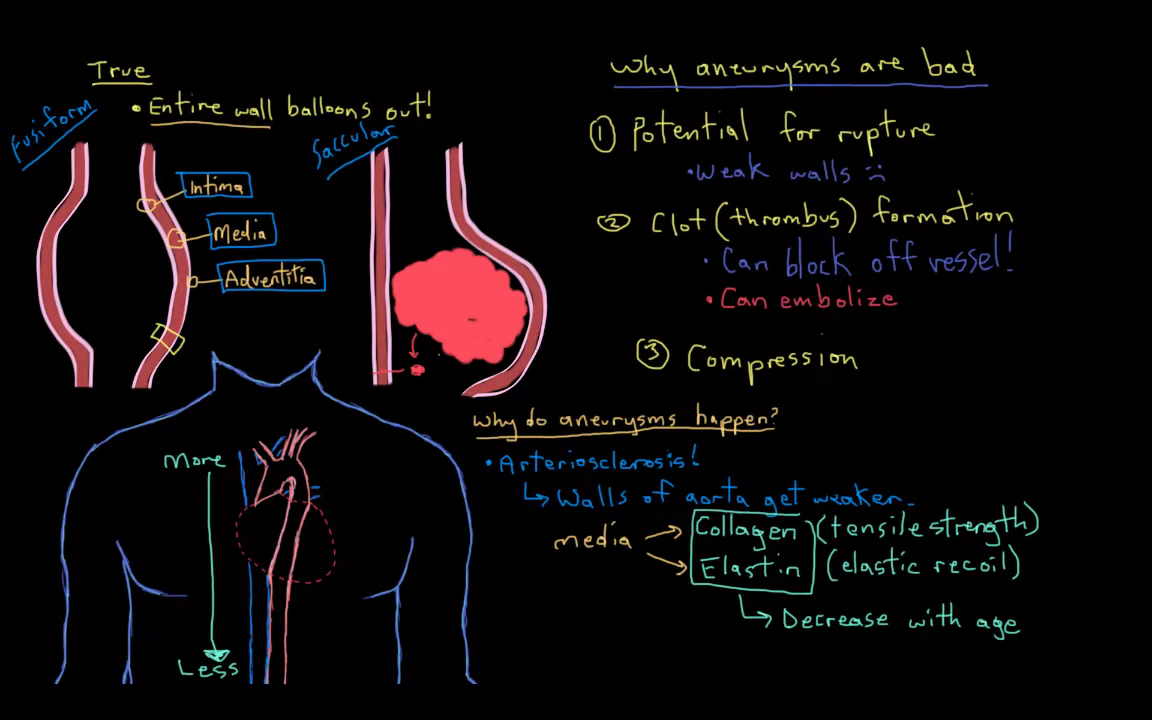 True
• Entire wall balloons out!
Fusiform
Saccular
Intima
Media
Adventitia
More
Less
Why aneurysms are bad
① Potential for rupture
• Weak walls :(
② Clot (thrombus) formation
• Can block off vessel!
• Can embolize
③ Compression
Why do aneurysms happen?
• Arteriosclerosis!
↳ Walls of aorta get weaker
media → Collagen (tensile strength)
→ Elastin (elastic recoil)
↳ Decrease with age